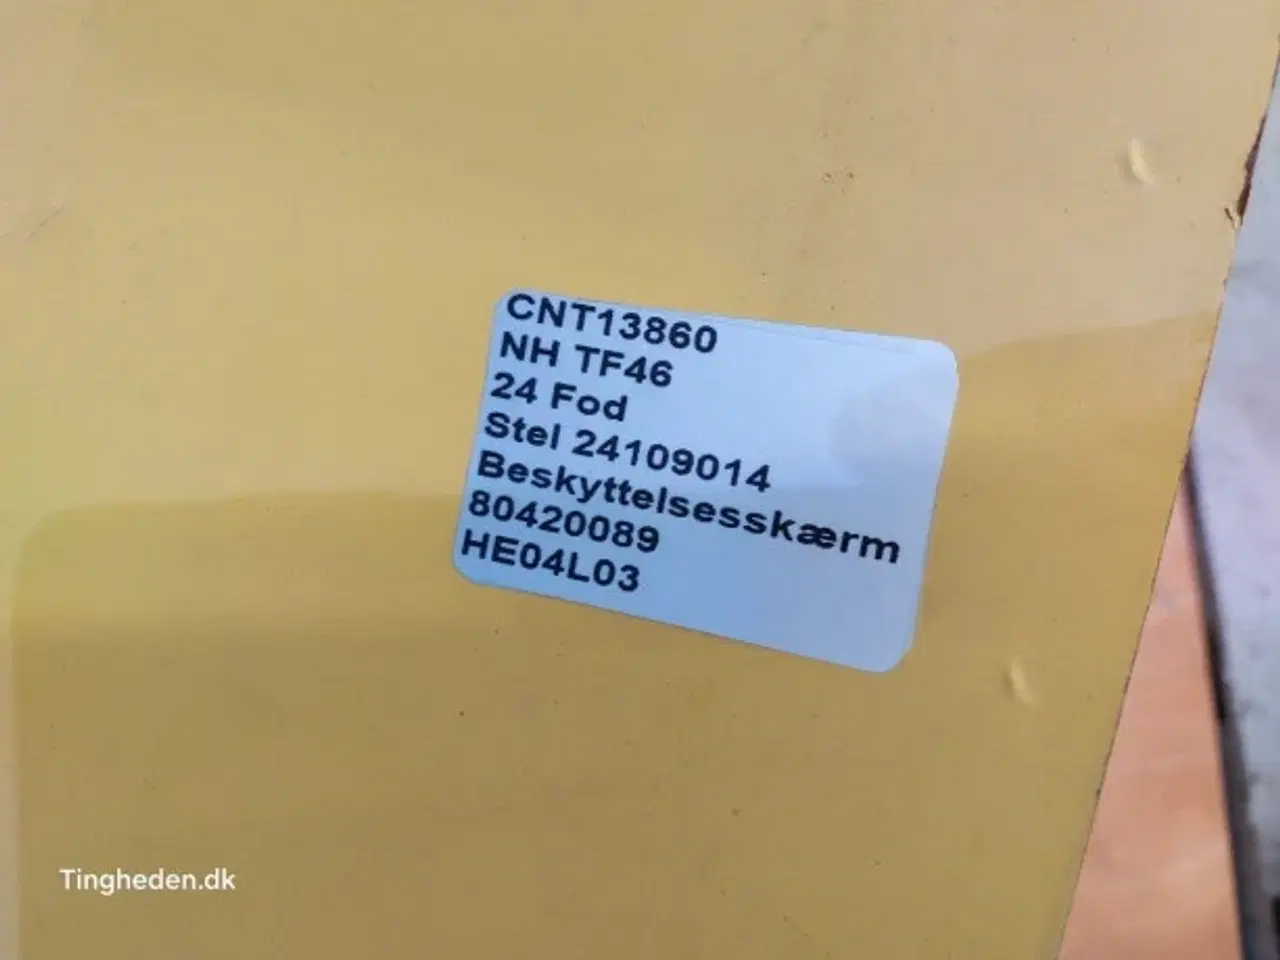 CNT13860
NH TF46
24 Fod
Stel 24109014
Beskyttelsesskærm
80420089
HE04L03
Tingheden.dk